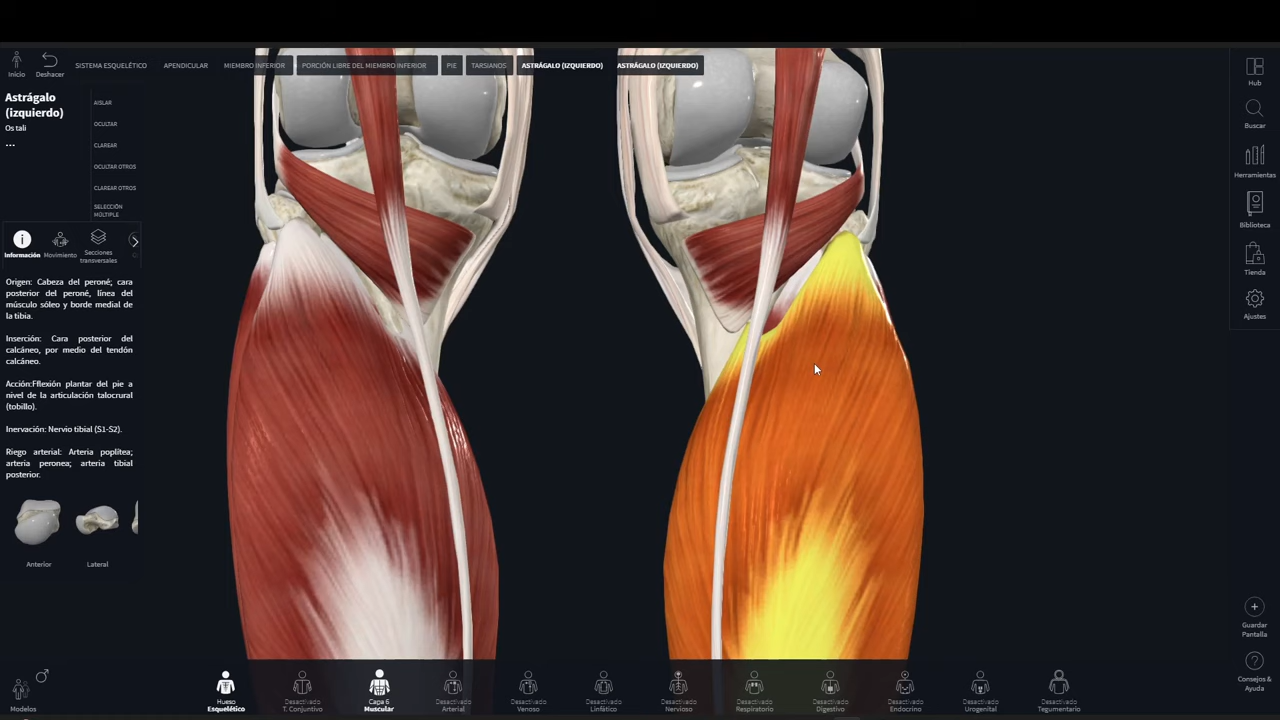 Inicio
Deshacer
SISTEMA ESQUELÉTICO
APENDICULAR
MIEMBRO INFERIOR
PORCIÓN LIBRE DEL MIEMBRO INFERIOR
PIE
TARSIANOS
ASTRÁGALO (IZQUIERDO)
ASTRÁGALO (IZQUIERDO)
Astrágalo
(izquierdo)
Os tali
...
AISLAR
OCULTAR
CLAREAR
OCULTAR OTROS
CLAREAR OTROS
SELECCIÓN
MÚLTIPLE
Información
Movimiento
Secciones
transversales
Origen: Cabeza del peroné; cara
posterior del peroné, línea del
músculo sóleo y borde medial de
la tibia.
Inserción: Cara posterior del
calcáneo, por medio del tendón
calcáneo.
Acción:Fflexión plantar del pie a
nivel de la articulación talocrural
(tobillo).
Inervación: Nervio tibial (S1-S2).
Riego arterial: Arteria poplítea;
arteria peronea; arteria tibial
posterior.
Anterior
Lateral
Hub
Buscar
Herramientas
Biblioteca
Tienda
Ajustes
Guardar
Pantalla
Consejos &
Ayuda
Modelos
Hueso
Esquelético
Desactivado
T. Conjuntivo
Capa 6
Muscular
Desactivado
Arterial
Desactivado
Venoso
Desactivado
Linfático
Desactivado
Nervioso
Desactivado
Respiratorio
Desactivado
Digestivo
Desactivado
Endocrino
Desactivado
Urogenital
Desactivado
Tegumentario